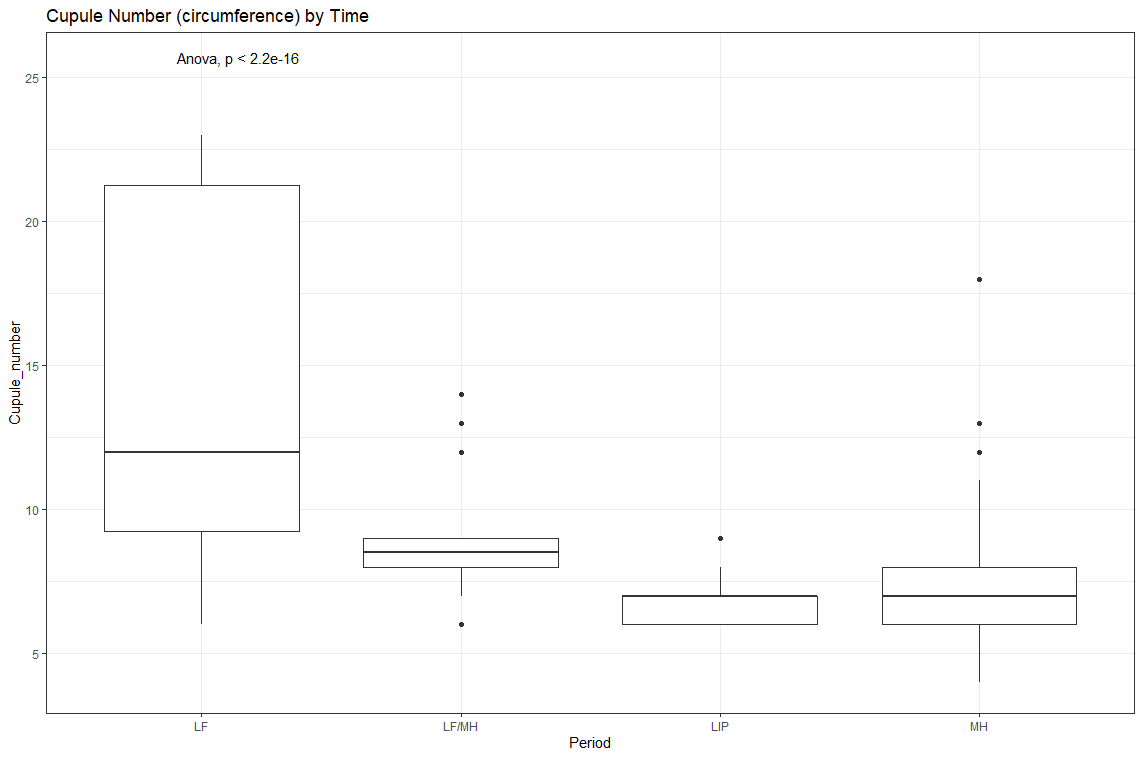 Cupule Number (circumference) by Time
Anova, p < 2.2e-16
25
20
15
10
5
Cupule_number
LF
LF/MH
LIP
MH
Period